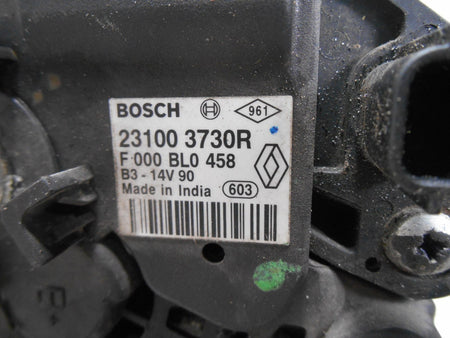 BOSCH 961
23100 3730R
F 000 BL0 458
B3 - 14V 90
Made in India 603